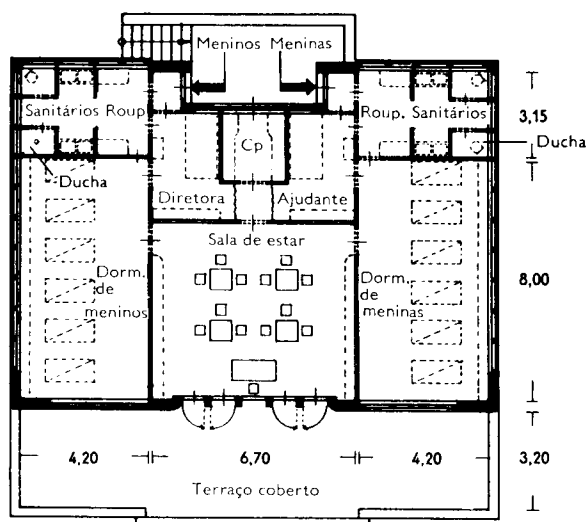 Meninos Meninas
Sanitários Roup.
Roup. Sanitários
3,15
Cp
Ducha
Ducha
Diretora
Ajudante
Sala de estar
Dorm.
de
meninos
Dorm.
de
meninas
8,00
4,20
6,70
4,20
3,20
Terraço coberto